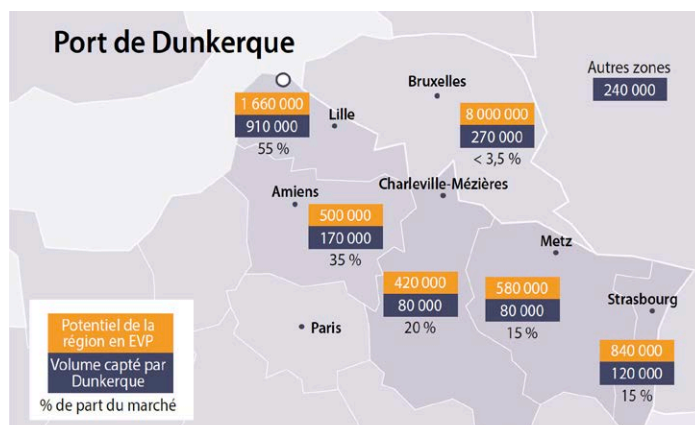 Port de Dunkerque
Autres zones
240 000
Bruxelles
8 000 000
270 000
< 3,5 %
1 660 000
910 000
55 %
Lille
Charleville-Mézières
Amiens
500 000
170 000
35 %
Metz
420 000
80 000
20 %
580 000
80 000
15 %
Strasbourg
840 000
120 000
15 %
Paris
Potentiel de la
région en EVP
Volume capté par
Dunkerque
% de part du marché